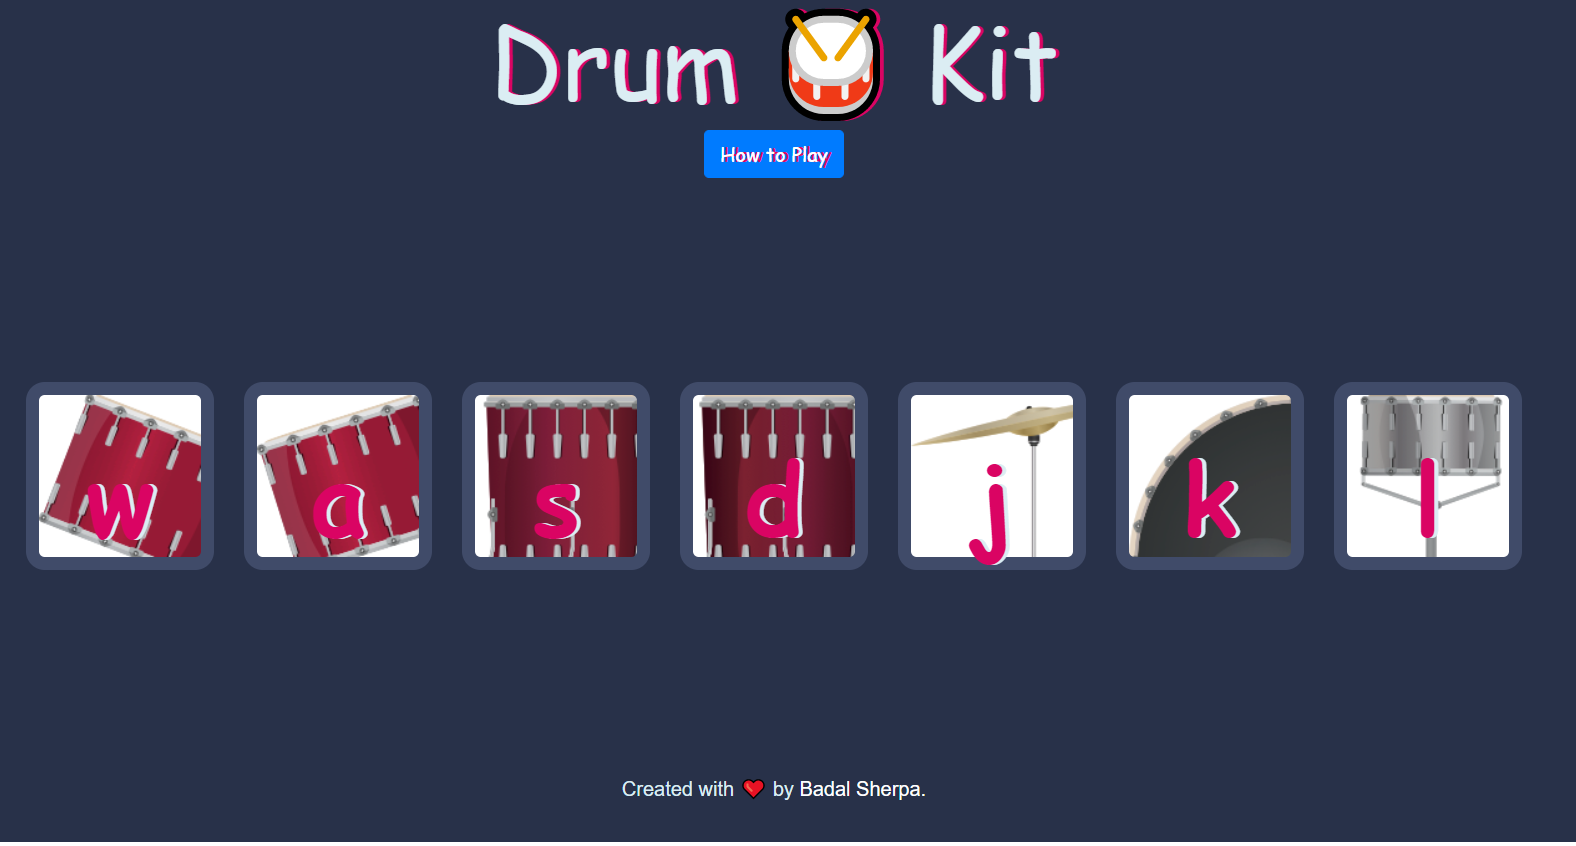 Drum 🥁 Kit
How to Play
w a s d j k l
Created with ❤️ by Badal Sherpa.